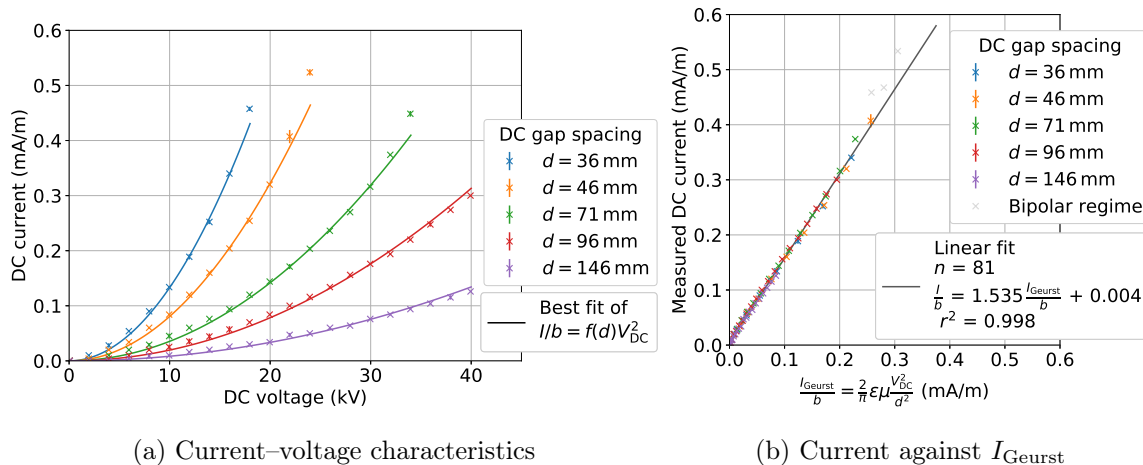 0.6
0.5
0.4
0.3
0.2
0.1
0.0
DC current (mA/m)
0
10
20
30
40
DC voltage (kV)
DC gap spacing
d = 36 mm
d = 46 mm
d = 71 mm
d = 96 mm
d = 146 mm
Best fit of
I/b = f(d)V²_DC
(a) Current–voltage characteristics
0.6
0.5
0.4
0.3
0.2
0.1
0.0
Measured DC current (mA/m)
0.0
0.1
0.2
0.3
0.4
0.5
0.6
I_Geurst/b = 2/π εμ V²_DC/d² (mA/m)
DC gap spacing
d = 36 mm
d = 46 mm
d = 71 mm
d = 96 mm
d = 146 mm
Bipolar regime
Linear fit
n = 81
I/b = 1.535 I_Geurst/b + 0.004
r² = 0.998
(b) Current against I_Geurst